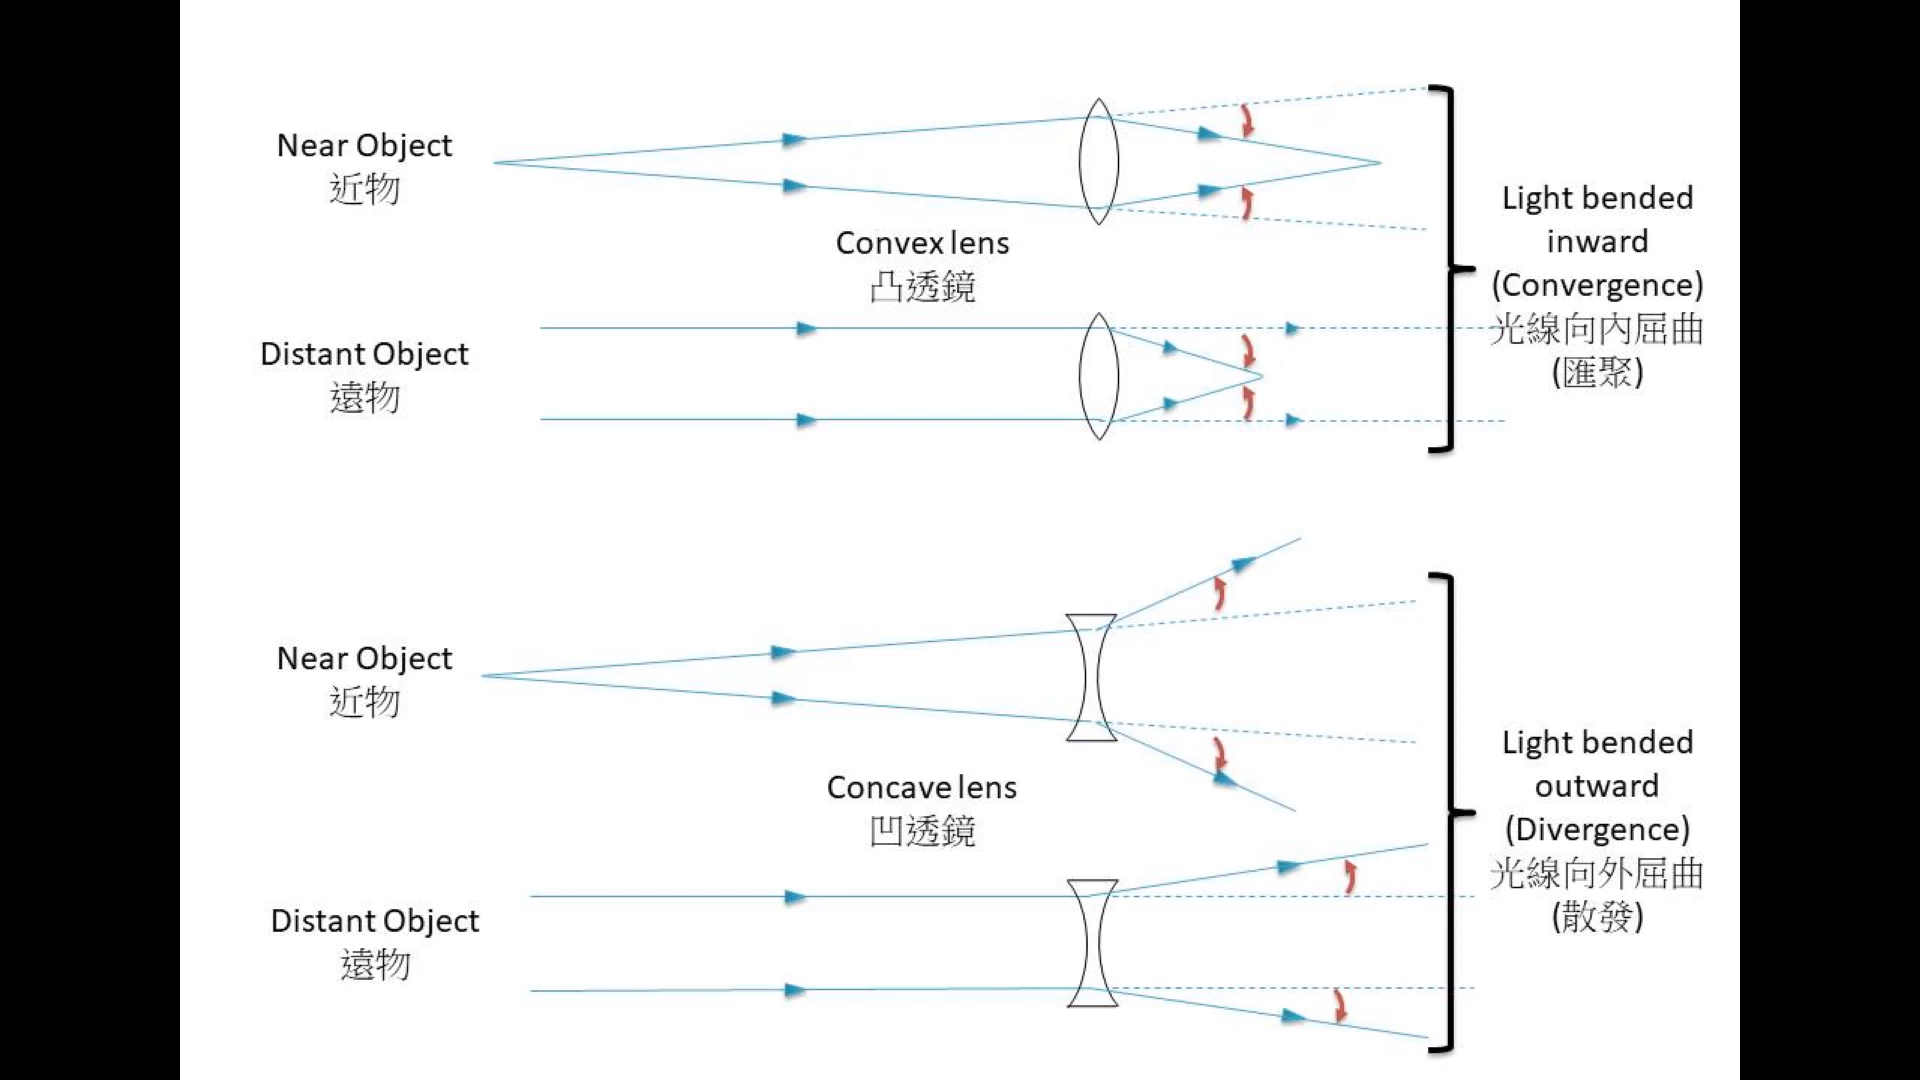 Near Object
近物
Convex lens
凸透鏡
Distant Object
遠物
Light bended
inward
(Convergence)
光線向內屈曲
(匯聚)
Near Object
近物
Concave lens
凹透鏡
Distant Object
遠物
Light bended
outward
(Divergence)
光線向外屈曲
(散發)